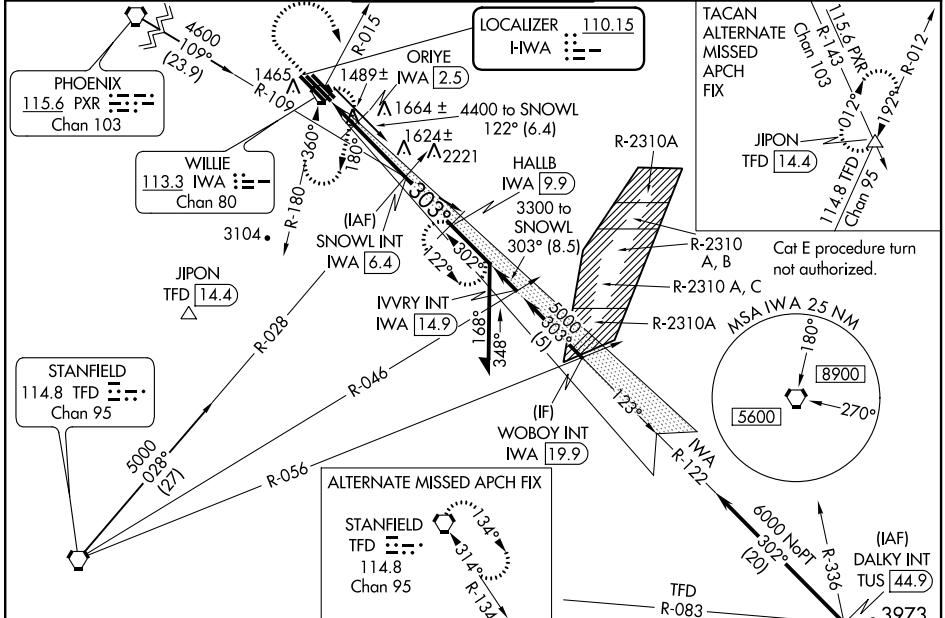 4600
109°
(23.9)
R-015
LOCALIZER 110.15
I-IWA
TACAN
ALTERNATE
MISSED
APCH
FIX
115.6 PXR
R-143
Chan 103
R-012
012°
192°
JIPON
TFD 14.4
114.8 TFD
Chan 95
PHOENIX
115.6 PXR
Chan 103
1465
R-109
1489±
ORIYE
IWA 2.5
1664 ±
4400 to SNOWL
122° (6.4)
1624±
2221
360°
180°
WILLIE
113.3 IWA
Chan 80
R-180
3104
303°
HALLB
IWA 9.9
3300 to
SNOWL
303° (8.5)
(IAF)
SNOWL INT
IWA 6.4
302°
122°
R-2310A
R-2310
A, B
R-2310 A, C
R-2310A
Cat E procedure turn
not authorized.
JIPON
TFD 14.4
IVVRY INT
IWA 14.9
168°
348°
5000
303°
(5)
MSA IWA 25 NM
180°
8900
270°
5600
STANFIELD
114.8 TFD
Chan 95
R-028
R-046
R-056
5000
028°
(27)
(IF)
WOBOY INT
IWA 19.9
123°
IWA
R-122
ALTERNATE MISSED APCH FIX
STANFIELD
TFD
114.8
Chan 95
134°
314°
R-134
6000 NoPT
302°
(20)
R-336
(IAF)
DALKY INT
TUS 44.9
3973
TFD
R-083